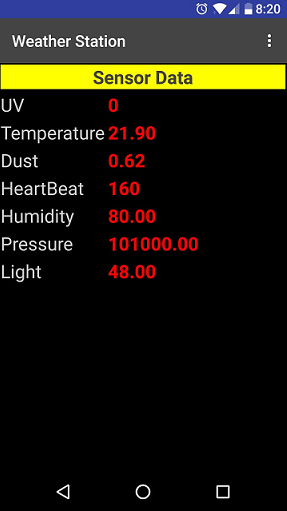 8:20
Weather Station
Sensor Data
UV 0
Temperature 21.90
Dust 0.62
HeartBeat 160
Humidity 80.00
Pressure 101000.00
Light 48.00